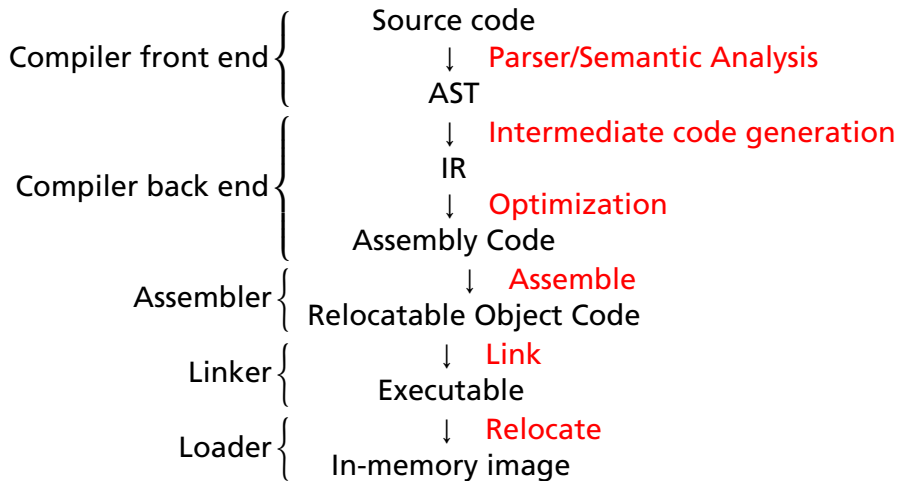 Source code
Compiler front end
↓ Parser/Semantic Analysis
AST
↓ Intermediate code generation
IR
Compiler back end
↓ Optimization
Assembly Code
↓ Assemble
Assembler
Relocatable Object Code
↓ Link
Linker
Executable
↓ Relocate
Loader
In-memory image